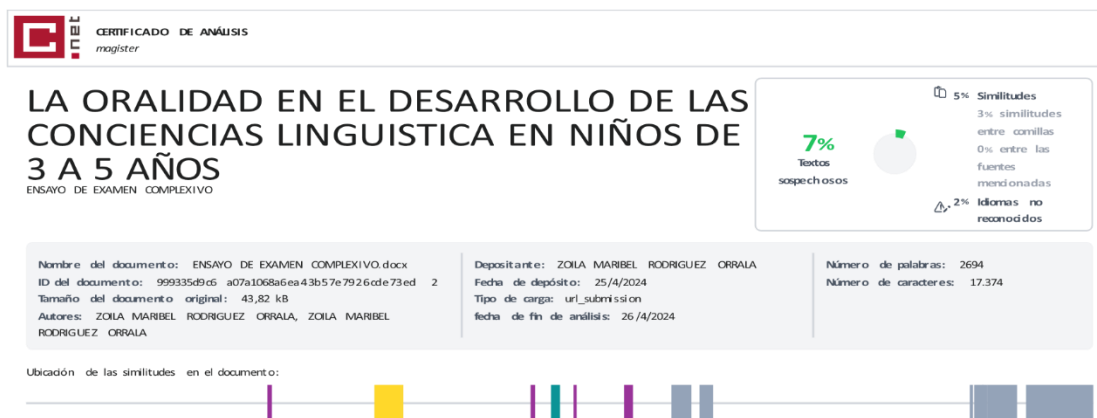 C.net
CERTIFICADO DE ANÁLISIS
magister
LA ORALIDAD EN EL DESARROLLO DE LAS
CONCIENCIAS LINGUISTICA EN NIÑOS DE
3 A 5 AÑOS
ENSAYO DE EXAMEN COMPLEXIVO
7%
Textos
sospechosos
5% Similitudes
3% similitudes
entre comillas
0% entre las
fuentes
mencionadas
2% Idiomas no
reconocidos
Nombre del documento: ENSAYO DE EXAMEN COMPLEXIVO.docx
ID del documento: 999335d9c6 a07a1068a6ea43b57e7926cde73ed 2
Tamaño del documento original: 43,82 kB
Autores: ZOILA MARIBEL RODRIGUEZ ORRALA, ZOILA MARIBEL
RODRIGUEZ ORRALA
Depositante: ZOILA MARIBEL RODRIGUEZ ORRALA
Fecha de depósito: 25/4/2024
Tipo de carga: url_submission
fecha de fin de análisis: 26/4/2024
Número de palabras: 2694
Número de caracteres: 17.374
Ubicación de las similitudes en el documento: